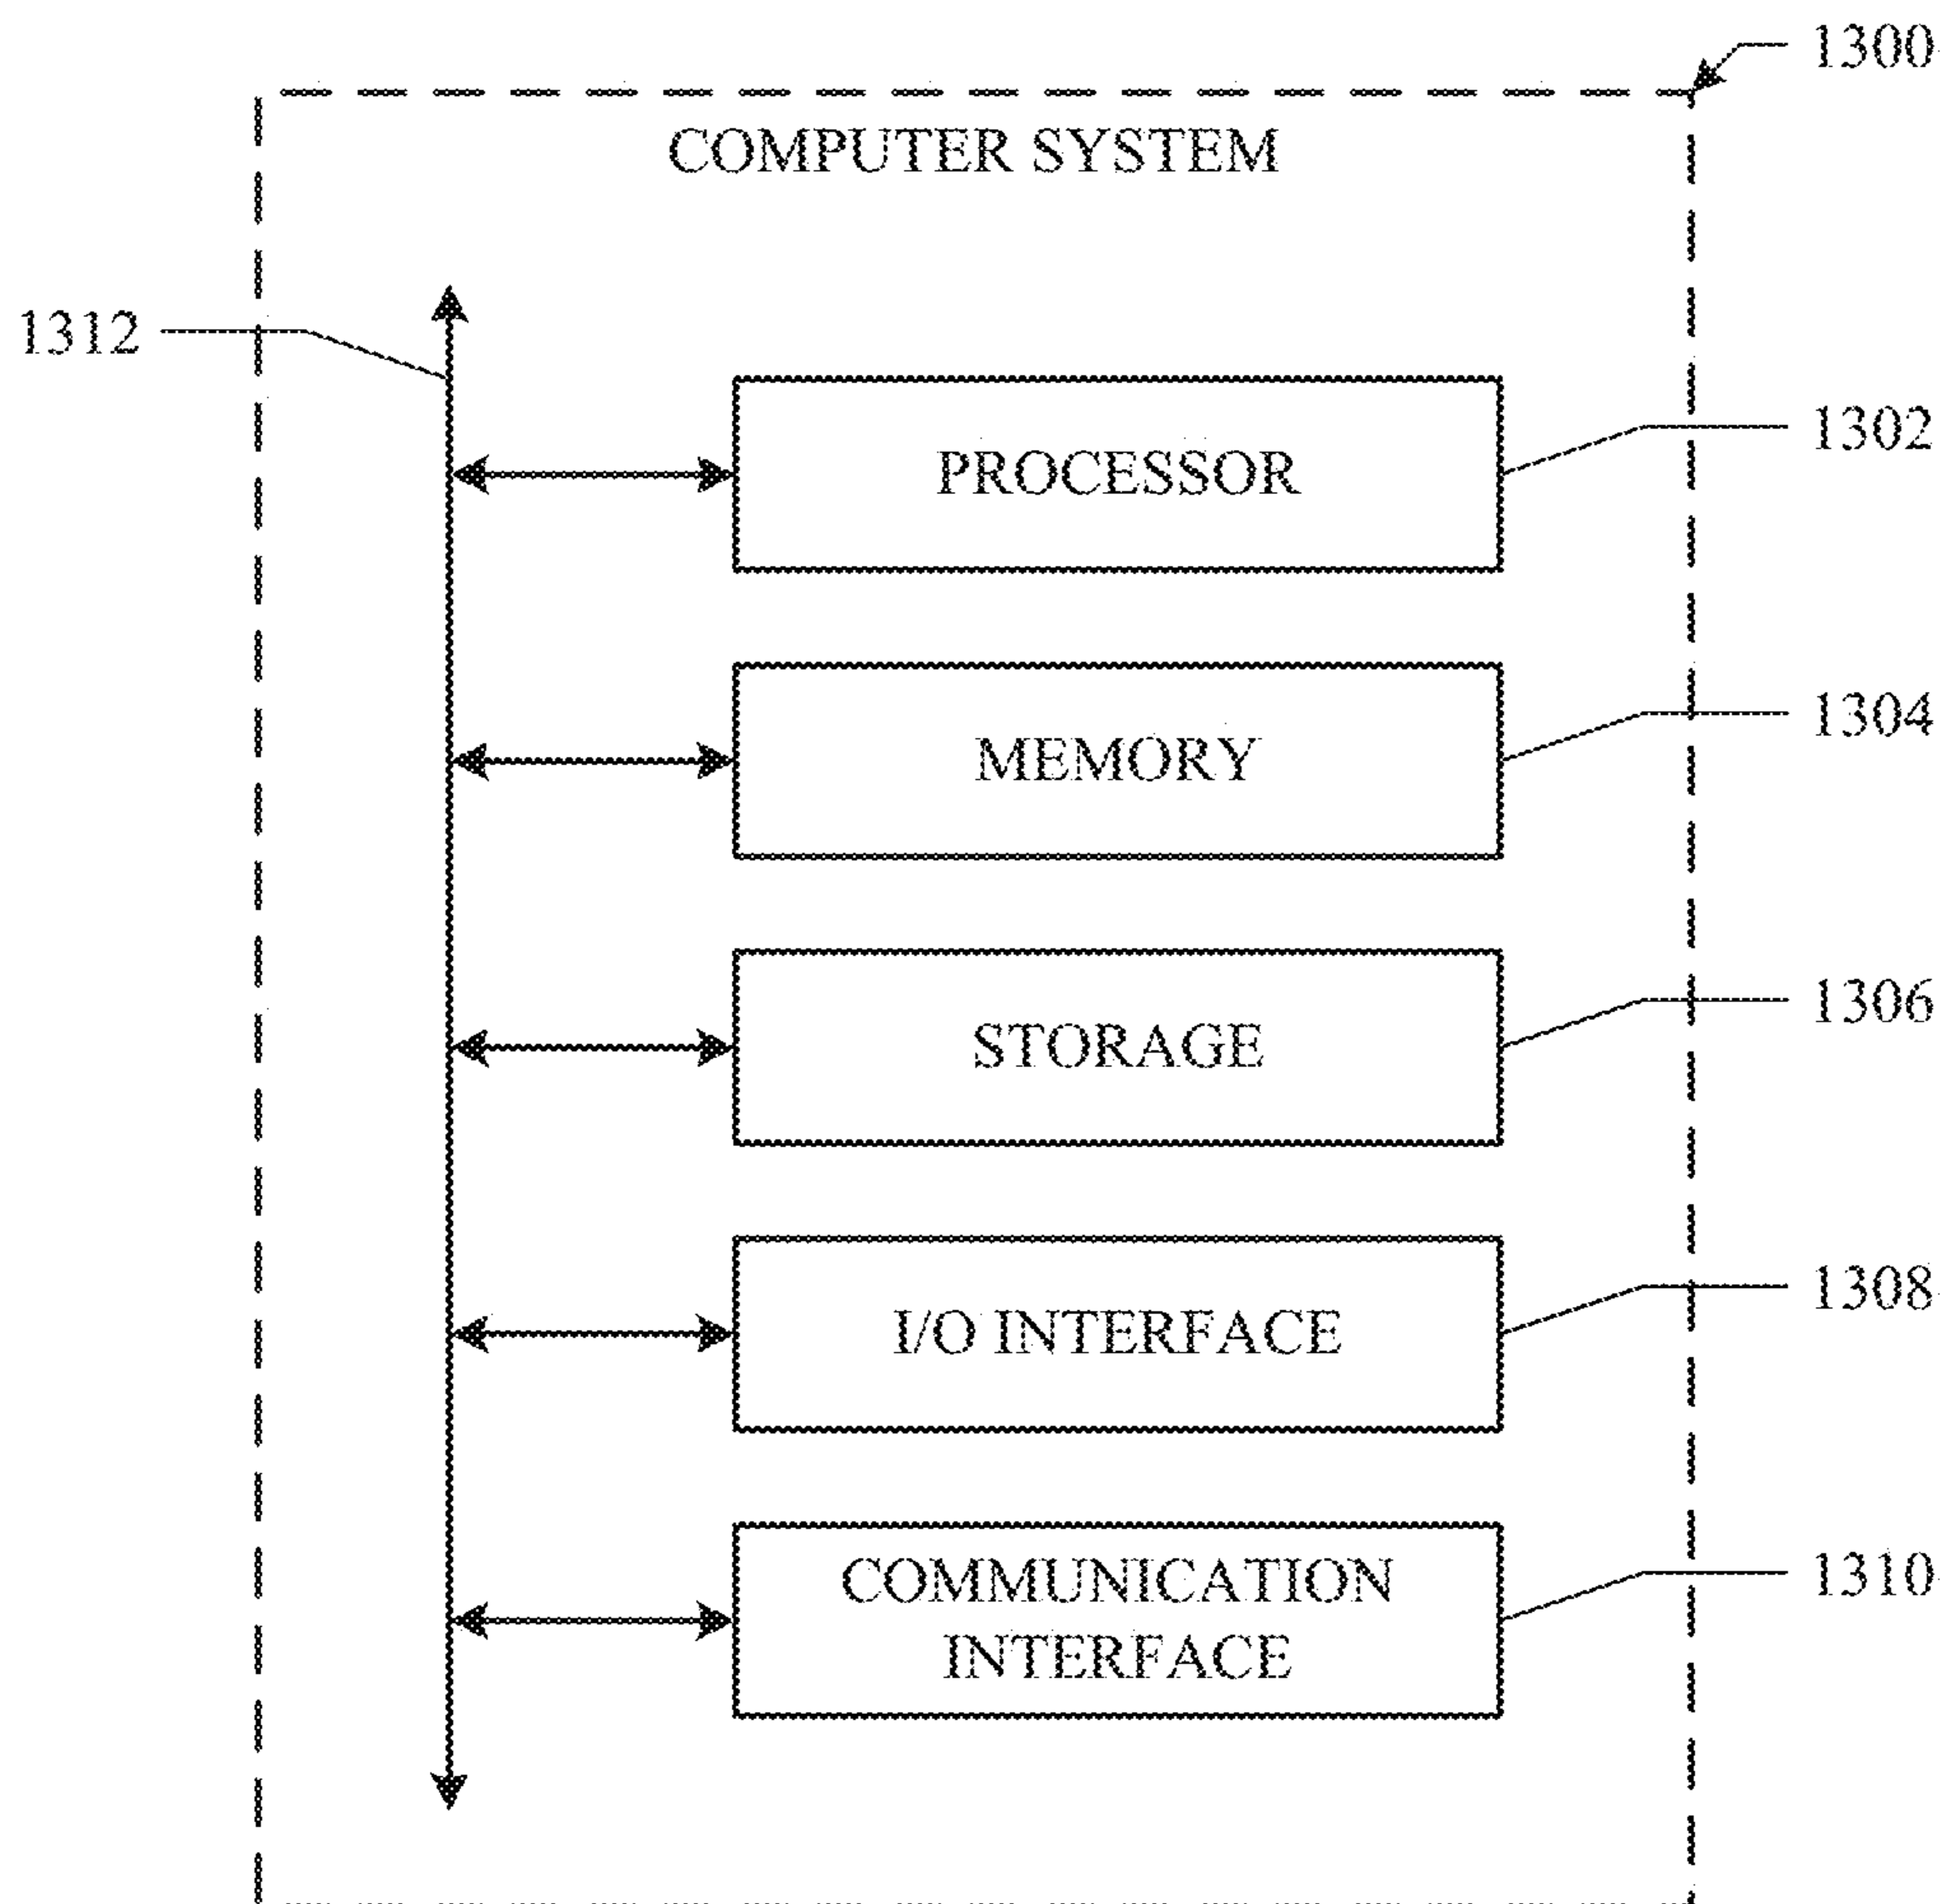 1300
COMPUTER SYSTEM
1312
PROCESSOR
1302
MEMORY
1304
STORAGE
1306
I/O INTERFACE
1308
COMMUNICATION
INTERFACE
1310